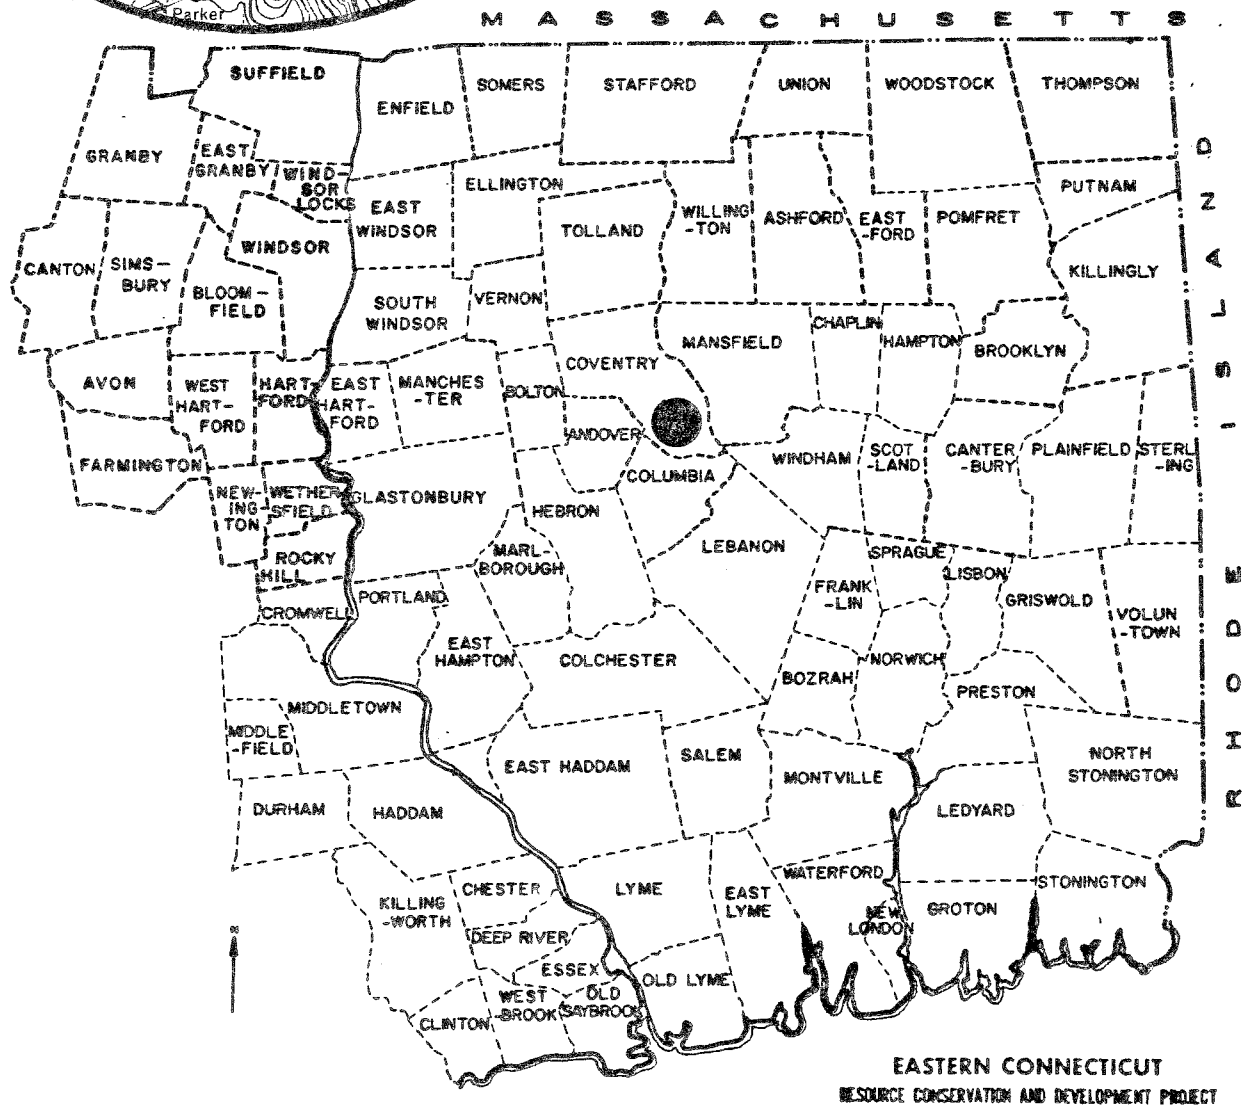 Parker
M A S S A C H U S E T T S
SUFFIELD
SOMERS
STAFFORD
UNION
WOODSTOCK
THOMPSON
ENFIELD
GRANBY
EAST
GRANBY
WIND-
SOR
LOCKS
ELLINGTON
PUTNAM
EAST
WINDSOR
WILLING
-TON
ASHFORD
EAST
-FORD
POMFRET
TOLLAND
WINDSOR
CANTON
SIMS-
BURY
KILLINGLY
BLOOM-
FIELD
SOUTH
WINDSOR
VERNON
CHAPLIN
MANSFIELD
HAMPTON
BROOKLYN
COVENTRY
AVON
WEST
HART-
FORD
HART-
FORD
EAST
HART-
FORD
MANCHES
-TER
BOLTON
ANDOVER
WINDHAM
SCOT
-LAND
CANTER
-BURY
PLAINFIELD
STERL
-ING
FARMINGTON
COLUMBIA
NEW-
ING-
TON
WETHER
SFIELD
GLASTONBURY
HEBRON
LEBANON
ROCKY
HILL
MARL-
BOROUGH
SPRAGUE
LISBON
FRANK
-LIN
GRISWOLD
VOLUN
-TOWN
CROMWELL
PORTLAND
EAST
HAMPTON
COLCHESTER
BOZRAH
NORWICH
PRESTON
MIDDLETOWN
MIDDLE
-FIELD
EAST HADDAM
SALEM
MONTVILLE
NORTH
STONINGTON
DURHAM
HADDAM
LEDYARD
WATERFORD
STONINGTON
KILLING
-WORTH
CHESTER
LYME
EAST
LYME
NEW
LONDON
GROTON
DEEP RIVER
ESSEX
OLD LYME
WEST
-BROOK
OLD
SAYBROOK
CLINTON
R H O D E I S L A N D
N
EASTERN CONNECTICUT
RESOURCE CONSERVATION AND DEVELOPMENT PROJECT